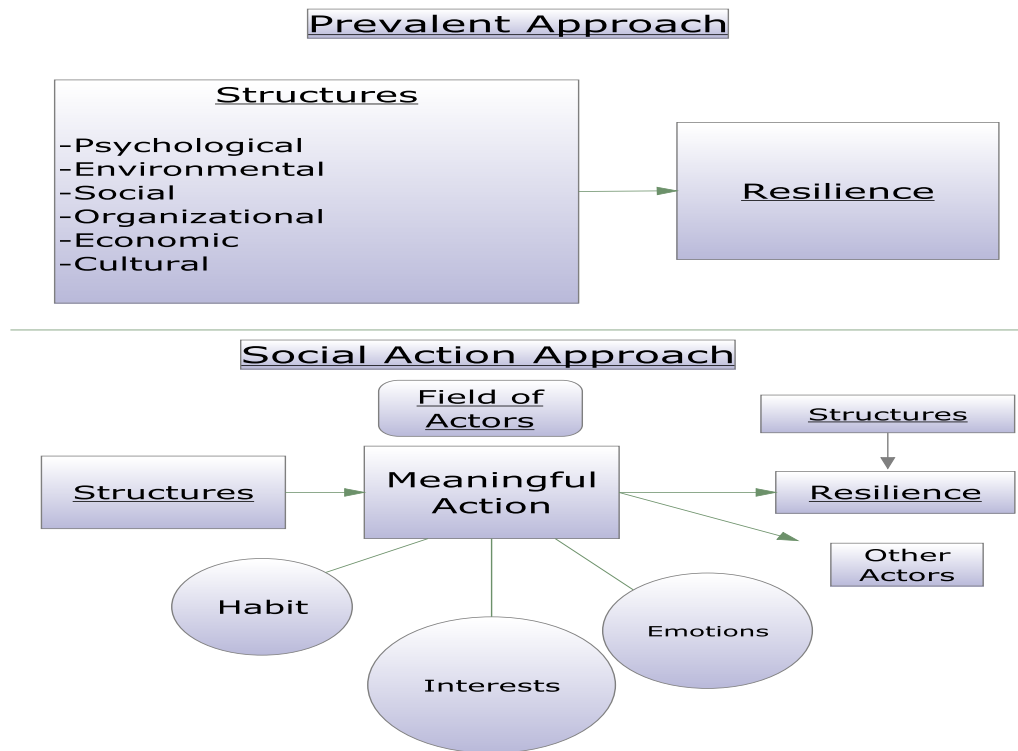 Prevalent Approach
Structures
-Psychological
-Environmental
-Social
-Organizational
-Economic
-Cultural
Resilience
Social Action Approach
Field of
Actors
Structures
Structures
Meaningful
Action
Resilience
Other
Actors
Habit
Interests
Emotions